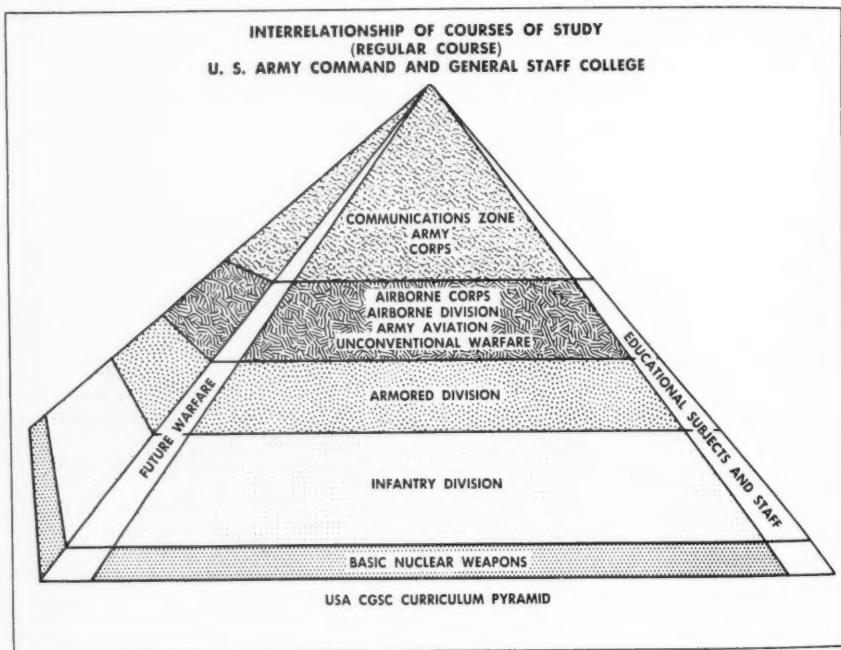 INTERRELATIONSHIP OF COURSES OF STUDY
(REGULAR COURSE)
U. S. ARMY COMMAND AND GENERAL STAFF COLLEGE
COMMUNICATIONS ZONE
ARMY
CORPS
AIRBORNE CORPS
AIRBORNE DIVISION
ARMY AVIATION
UNCONVENTIONAL WARFARE
ARMORED DIVISION
INFANTRY DIVISION
BASIC NUCLEAR WEAPONS
FUTURE WARFARE
EDUCATIONAL SUBJECTS AND STAFF
USA CGSC CURRICULUM PYRAMID